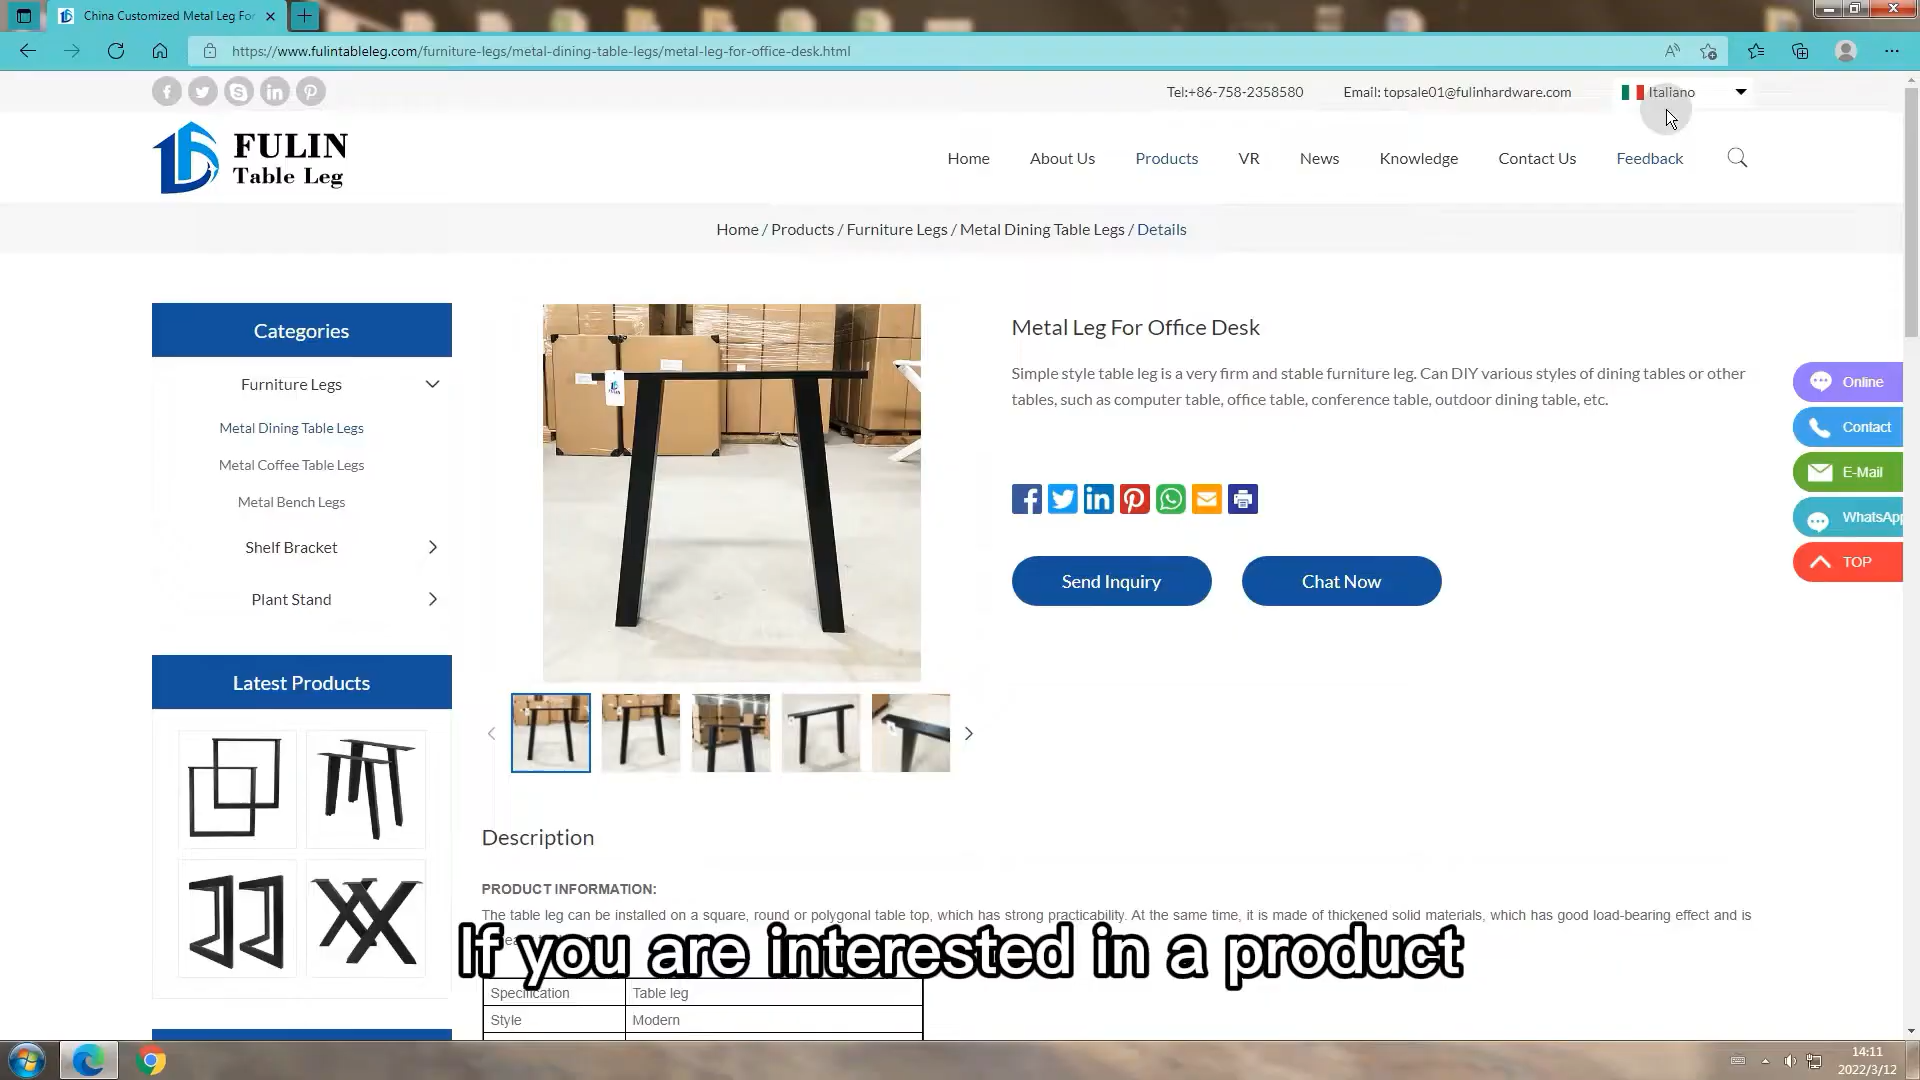 China Customized Metal Leg For
https://www.fulintableleg.com/furniture-legs/metal-dining-table-legs/metal-leg-for-office-desk.html
Tel:+86-758-2358580
Email: topsale01@fulinhardware.com
Italiano
FULIN
Table Leg
Home
About Us
Products
VR
News
Knowledge
Contact Us
Feedback
Home / Products / Furniture Legs / Metal Dining Table Legs / Details
Categories
Furniture Legs
Metal Dining Table Legs
Metal Coffee Table Legs
Metal Bench Legs
Shelf Bracket
Plant Stand
Latest Products
Metal Leg For Office Desk
Simple style table leg is a very firm and stable furniture leg. Can DIY various styles of dining tables or other
tables, such as computer table, office table, conference table, outdoor dining table, etc.
Send Inquiry
Chat Now
Online
Contact
E-Mail
WhatsApp
TOP
Description
PRODUCT INFORMATION:
The table leg can be installed on a square, round or polygonal table top, which has strong practicability. At the same time, it is made of thickened solid materials, which has good load-bearing effect and is
If you are interested in a product
Specification
Table leg
Style
Modern
14:11
2022/3/12